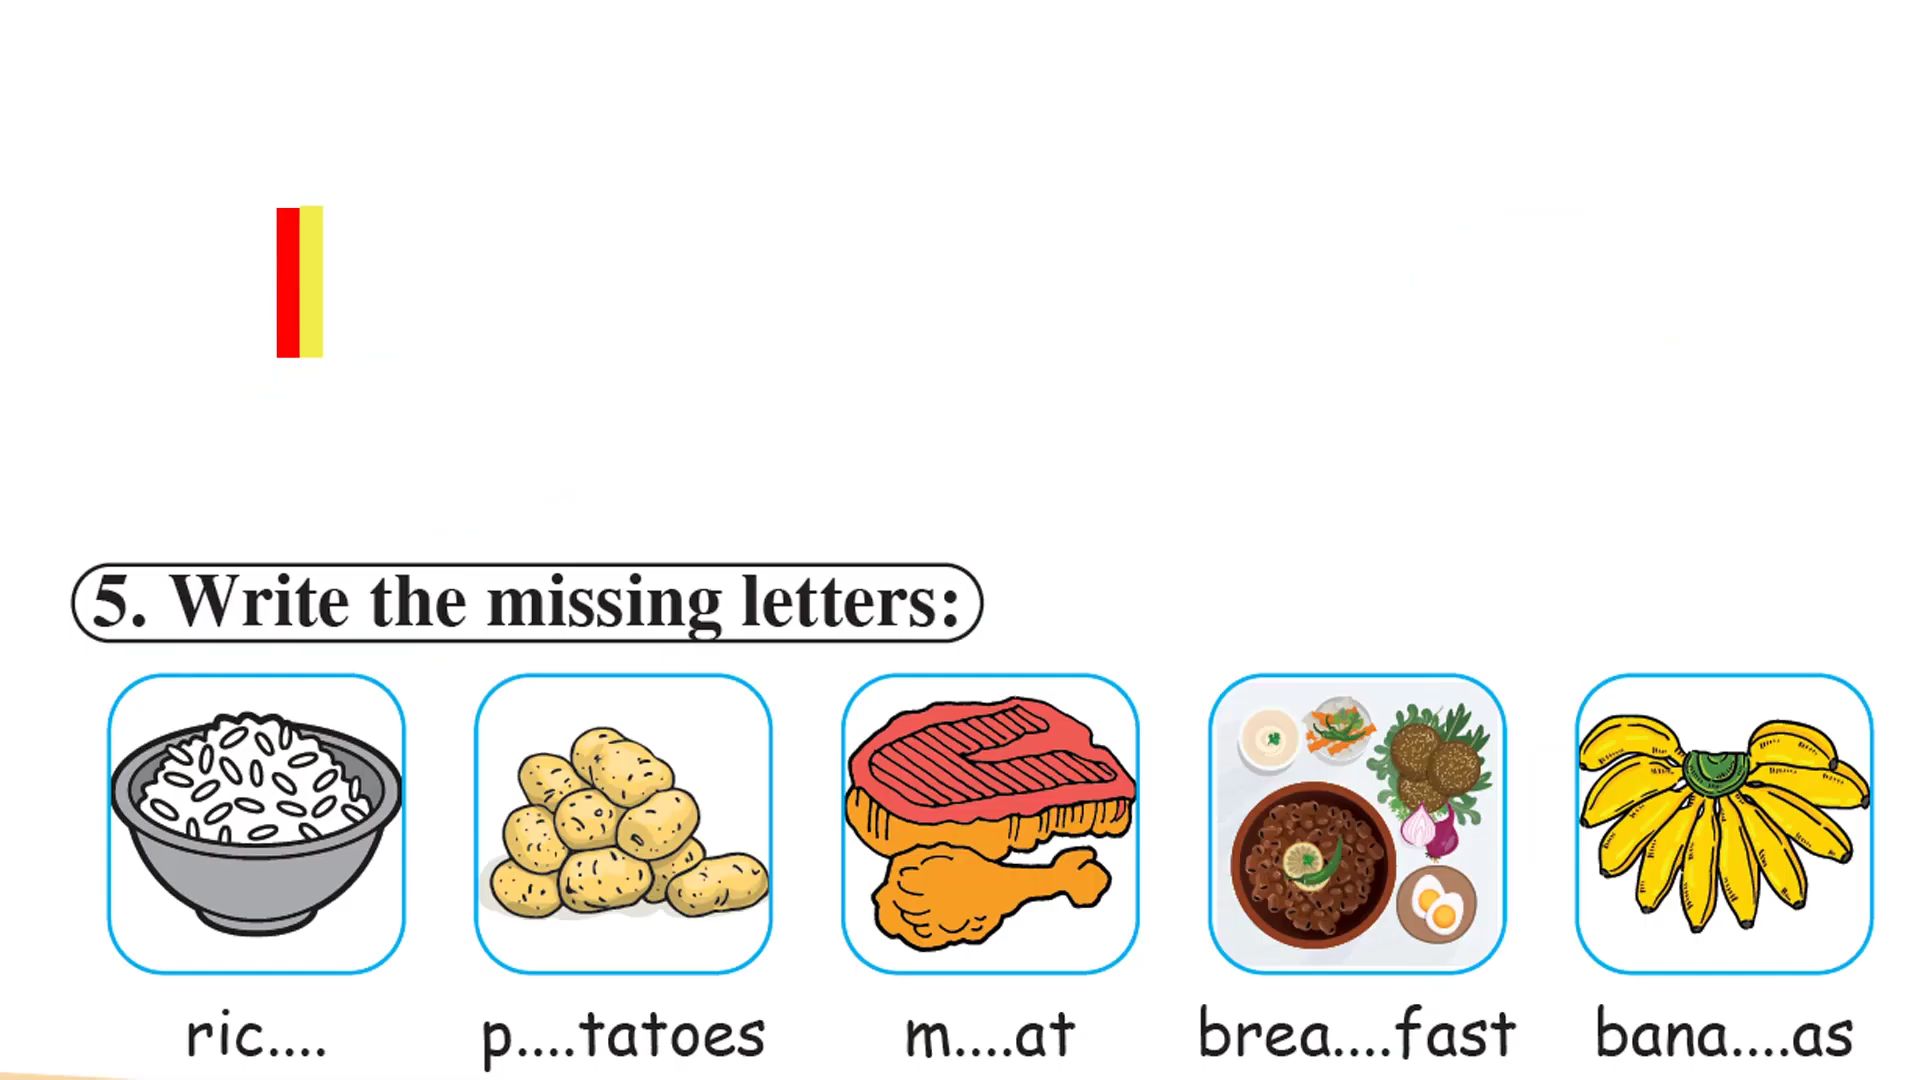 5. Write the missing letters:
ric.... p....tatoes m....at brea....fast bana....as